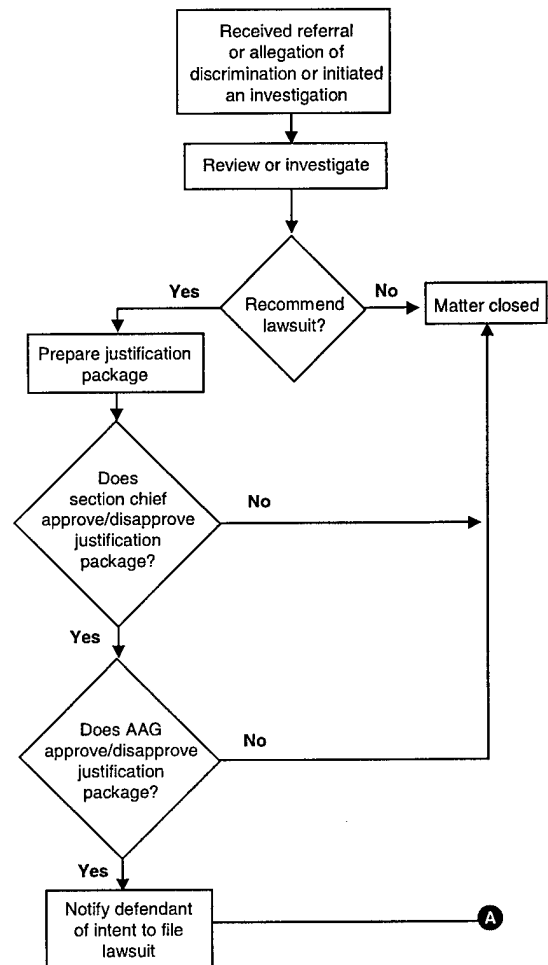 Received referral
or allegation of
discrimination or initiated
an investigation
Review or investigate
Recommend
lawsuit?
Yes
No
Matter closed
Prepare justification
package
Does
section chief
approve/disapprove
justification
package?
No
Yes
Does AAG
approve/disapprove
justification
package?
No
Yes
Notify defendant
of intent to file
lawsuit
A